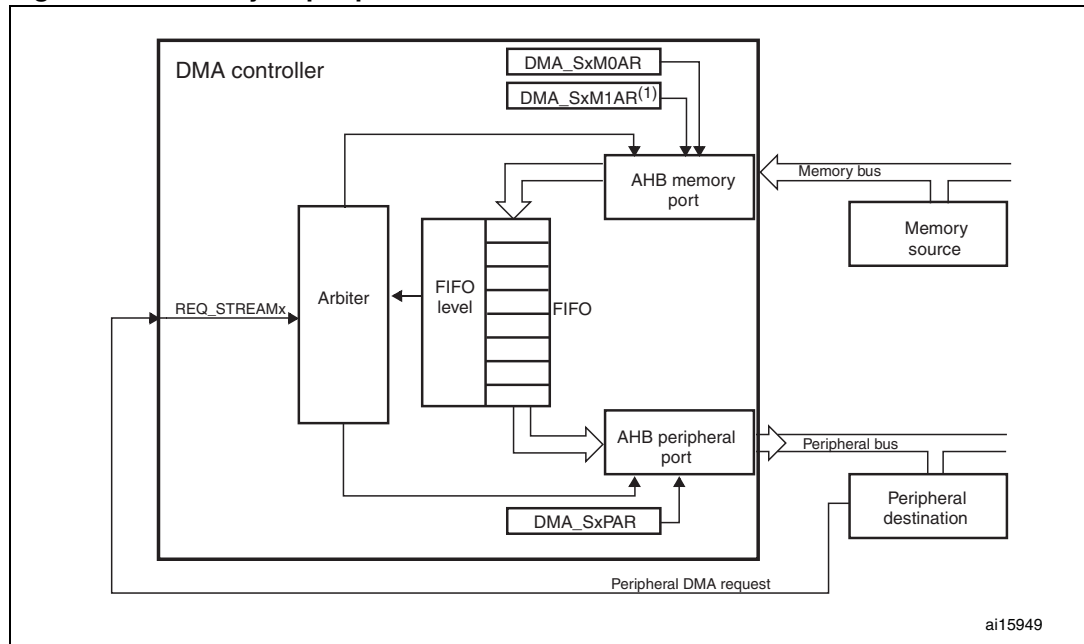 DMA controller
DMA_SxM0AR
DMA_SxM1AR(1)
AHB memory
port
Memory bus
Memory
source
REQ_STREAMx
Arbiter
FIFO
level
FIFO
AHB peripheral
port
Peripheral bus
Peripheral
destination
DMA_SxPAR
Peripheral DMA request
ai15949